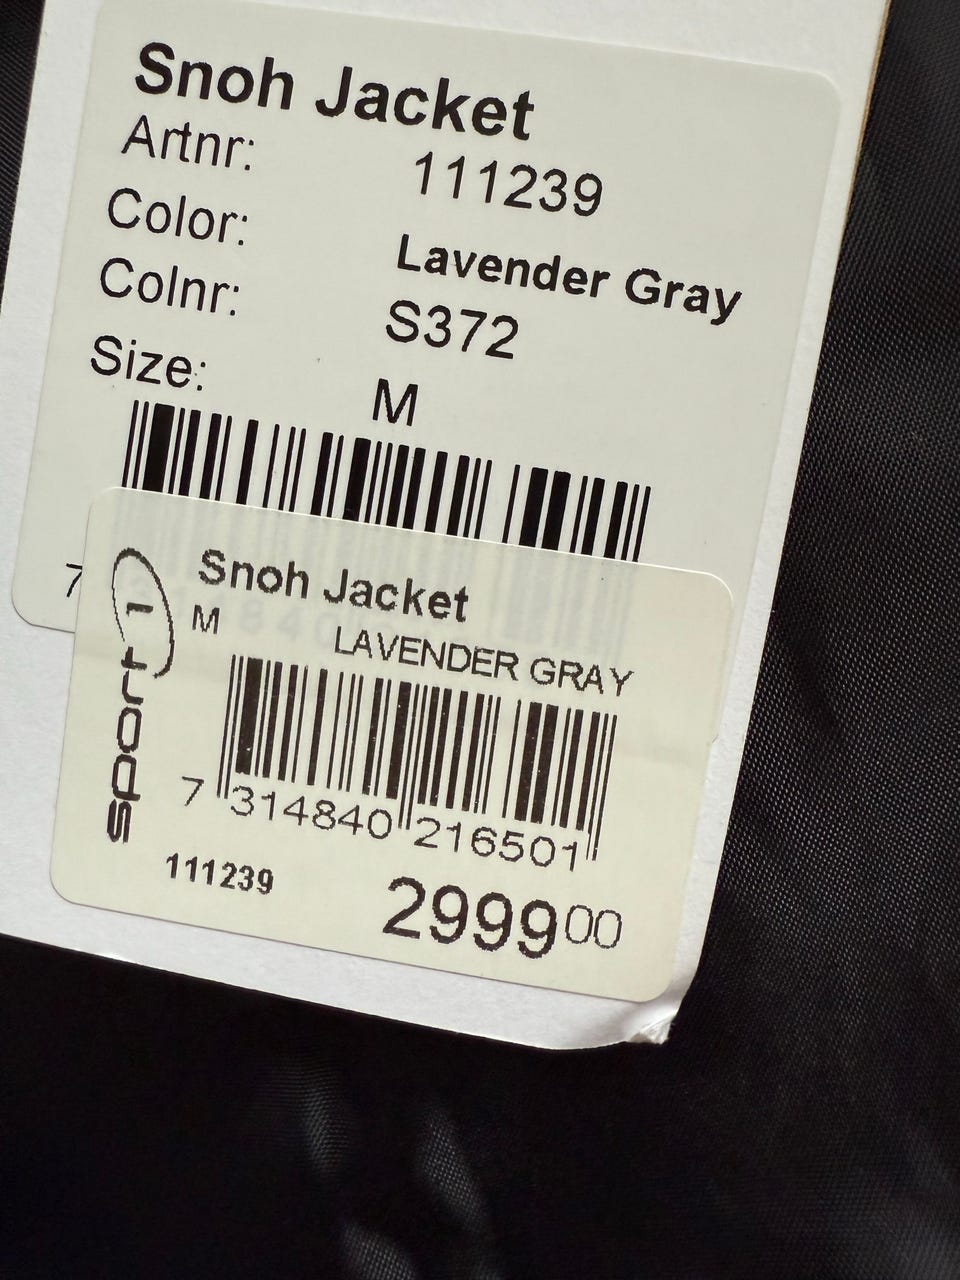 Snoh Jacket
Artnr: 111239
Color: Lavender Gray
Colnr: S372
Size: M
7
sport 1
Snoh Jacket
M LAVENDER GRAY
7 314840 216501
111239 2999 00